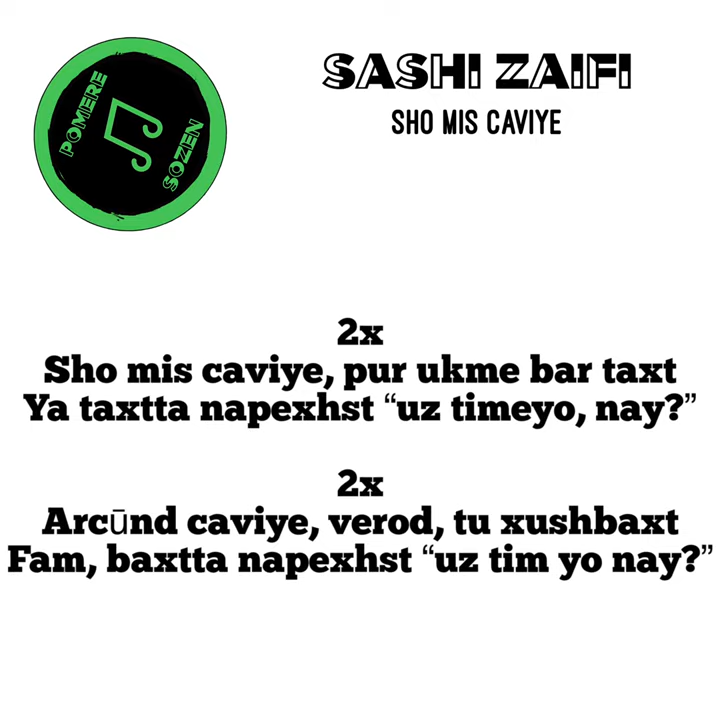 POMERE
SOZEN
SASHI ZAIFI
SHO MIS CAVIYE
2x
Sho mis caviye, pur ukme bar taxt
Ya taxtta napexhst “uz timeyo, nay?”
2x
Arcūnd caviye, verod, tu xushbaxt
Fam, baxtta napexhst “uz tim yo nay?”